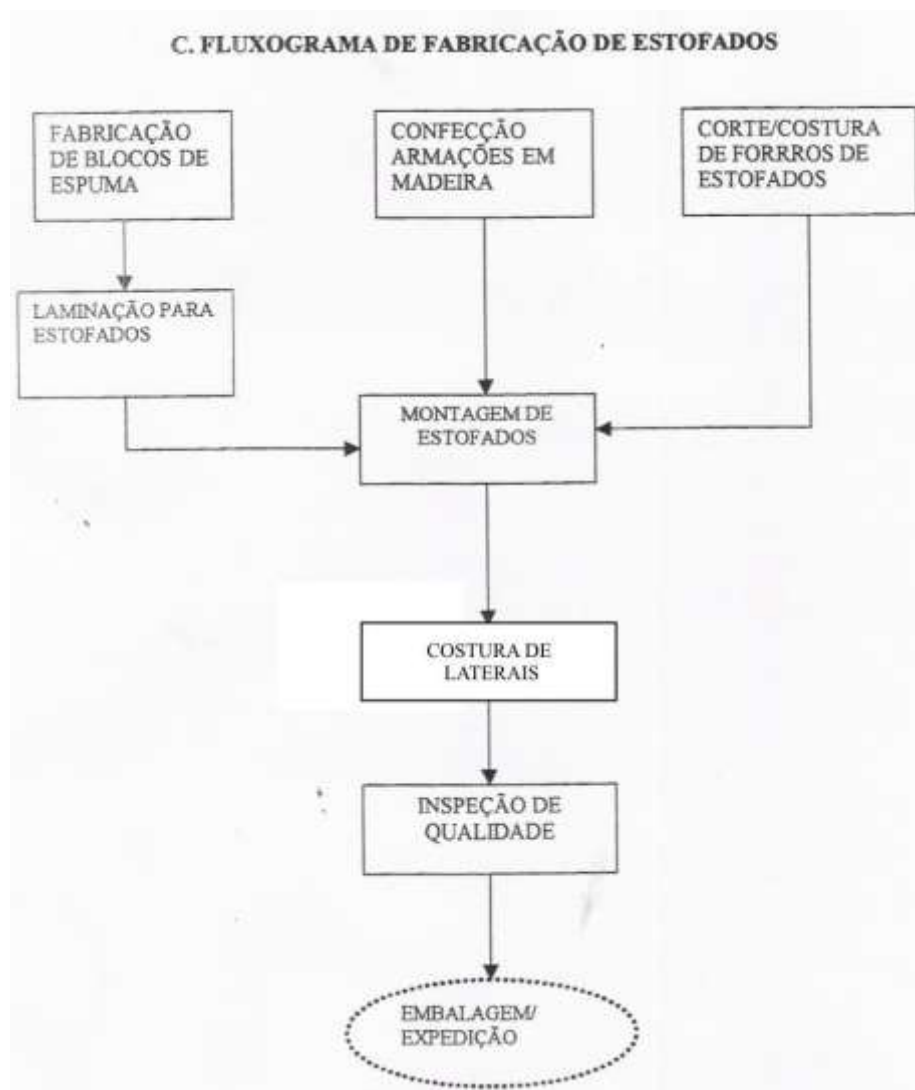 C. FLUXOGRAMA DE FABRICAÇÃO DE ESTOFADOS
FABRICAÇÃO
DE BLOCOS DE
ESPUMA
CONFECÇÃO
ARMAÇÕES EM
MADEIRA
CORTE/COSTURA
DE FORRROS DE
ESTOFADOS
LAMINAÇÃO PARA
ESTOFADOS
MONTAGEM DE
ESTOFADOS
COSTURA DE
LATERAIS
INSPEÇÃO DE
QUALIDADE
EMBALAGEM/
EXPEDIÇÃO